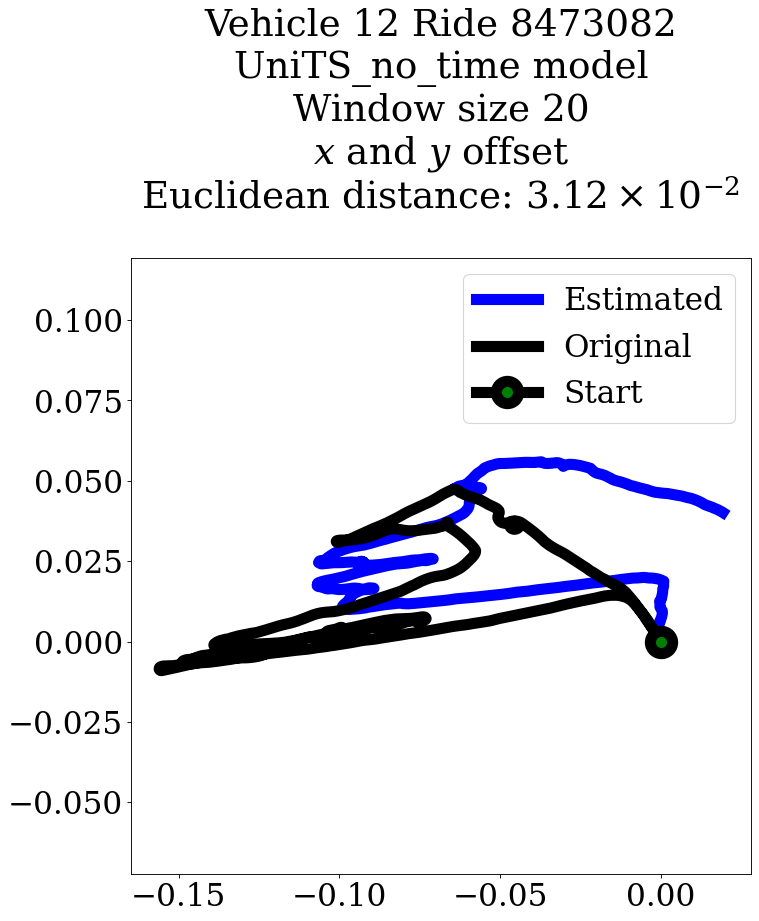 Vehicle 12 Ride 8473082
UniTS_no_time model
Window size 20
x and y offset
Euclidean distance: 3.12 × 10⁻²
Estimated
Original
Start
0.100
0.075
0.050
0.025
0.000
−0.025
−0.050
−0.15 −0.10 −0.05 0.00